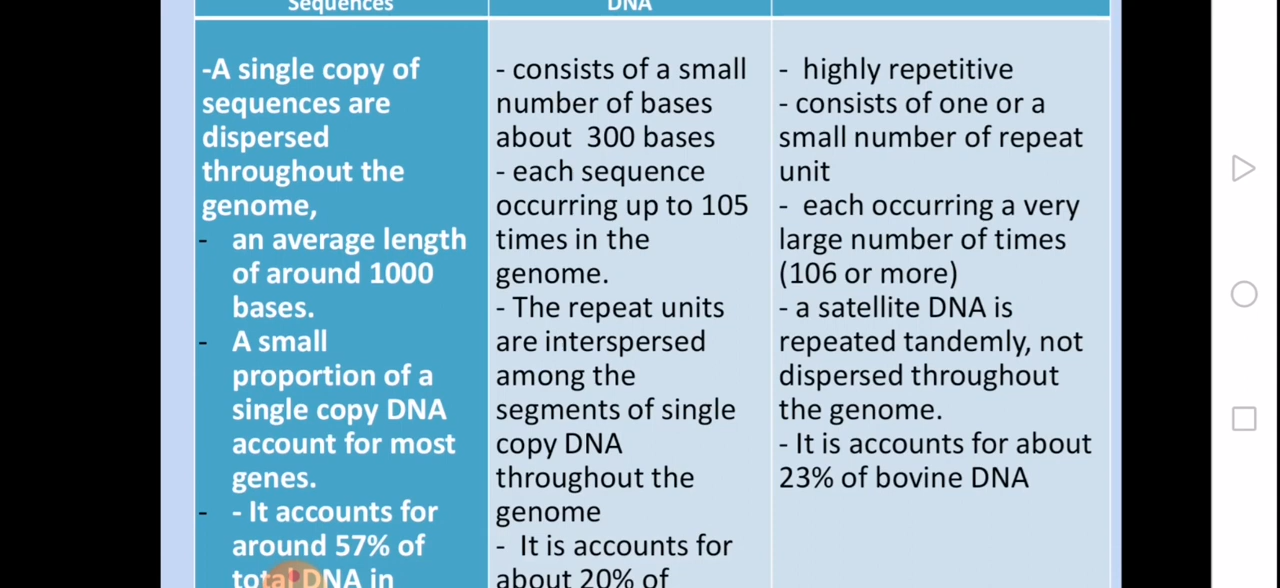 Sequences
DNA
-A single copy of
sequences are
dispersed
throughout the
genome,
- an average length
of around 1000
bases.
- A small
proportion of a
single copy DNA
account for most
genes.
- - It accounts for
around 57% of
total DNA in
- consists of a small
number of bases
about 300 bases
- each sequence
occurring up to 105
times in the
genome.
- The repeat units
are interspersed
among the
segments of single
copy DNA
throughout the
genome
- It is accounts for
about 20% of
- highly repetitive
- consists of one or a
small number of repeat
unit
- each occurring a very
large number of times
(106 or more)
- a satellite DNA is
repeated tandemly, not
dispersed throughout
the genome.
- It is accounts for about
23% of bovine DNA